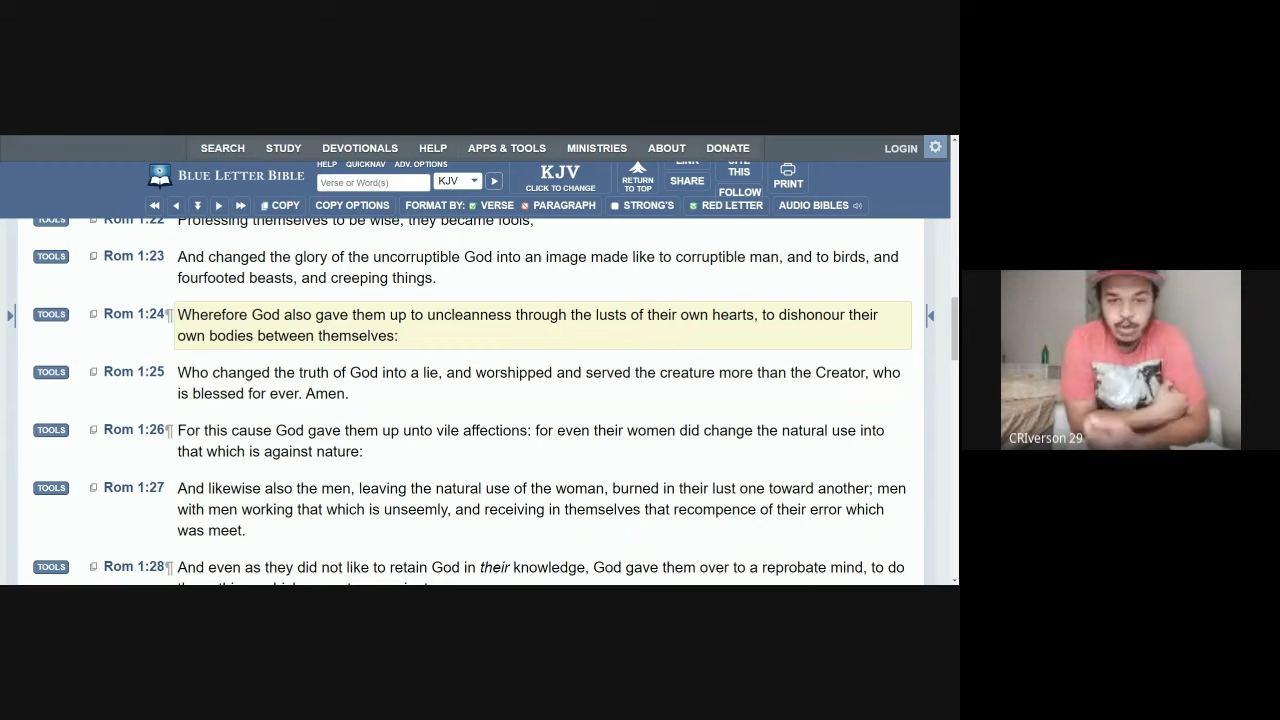 SEARCH STUDY DEVOTIONALS HELP APPS & TOOLS MINISTRIES ABOUT DONATE LOGIN
HELP QUICKNAV ADV. OPTIONS
BLUE LETTER BIBLE
Verse or Word(s) KJV
KJV
CLICK TO CHANGE
RETURN
TO TOP
LINK
SHARE
CITE
THIS
FOLLOW
PRINT
COPY COPY OPTIONS FORMAT BY: VERSE PARAGRAPH STRONG'S RED LETTER AUDIO BIBLES
TOOLS Rom 1:22 Professing themselves to be wise, they became fools,
TOOLS Rom 1:23 And changed the glory of the uncorruptible God into an image made like to corruptible man, and to birds, and
fourfooted beasts, and creeping things.
TOOLS Rom 1:24¶ Wherefore God also gave them up to uncleanness through the lusts of their own hearts, to dishonour their
own bodies between themselves:
TOOLS Rom 1:25 Who changed the truth of God into a lie, and worshipped and served the creature more than the Creator, who
is blessed for ever. Amen.
TOOLS Rom 1:26¶ For this cause God gave them up unto vile affections: for even their women did change the natural use into
that which is against nature:
TOOLS Rom 1:27 And likewise also the men, leaving the natural use of the woman, burned in their lust one toward another; men
with men working that which is unseemly, and receiving in themselves that recompence of their error which
was meet.
TOOLS Rom 1:28¶ And even as they did not like to retain God in their knowledge, God gave them over to a reprobate mind, to do
CRIverson 29